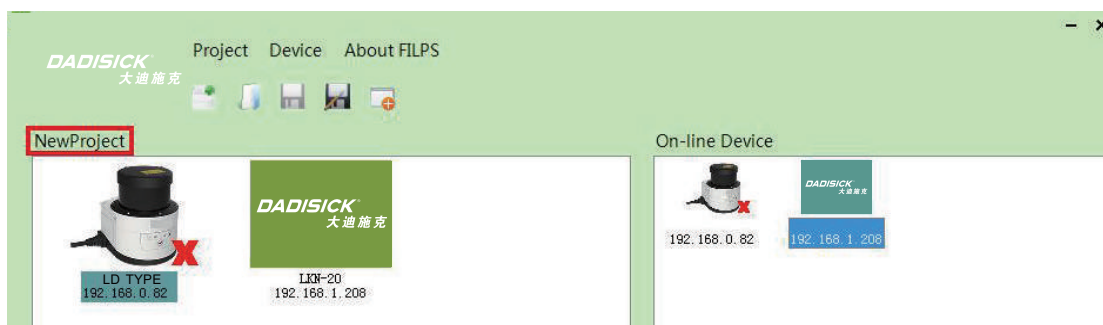 DADISICK
大迪施克
Project Device About FILPS
NewProject
On-line Device
DADISICK
大迪施克
LD TYPE
192.168.0.82
LKN-20
192.168.1.208
192.168.0.82
DADISICK
大迪施克
192.168.1.208